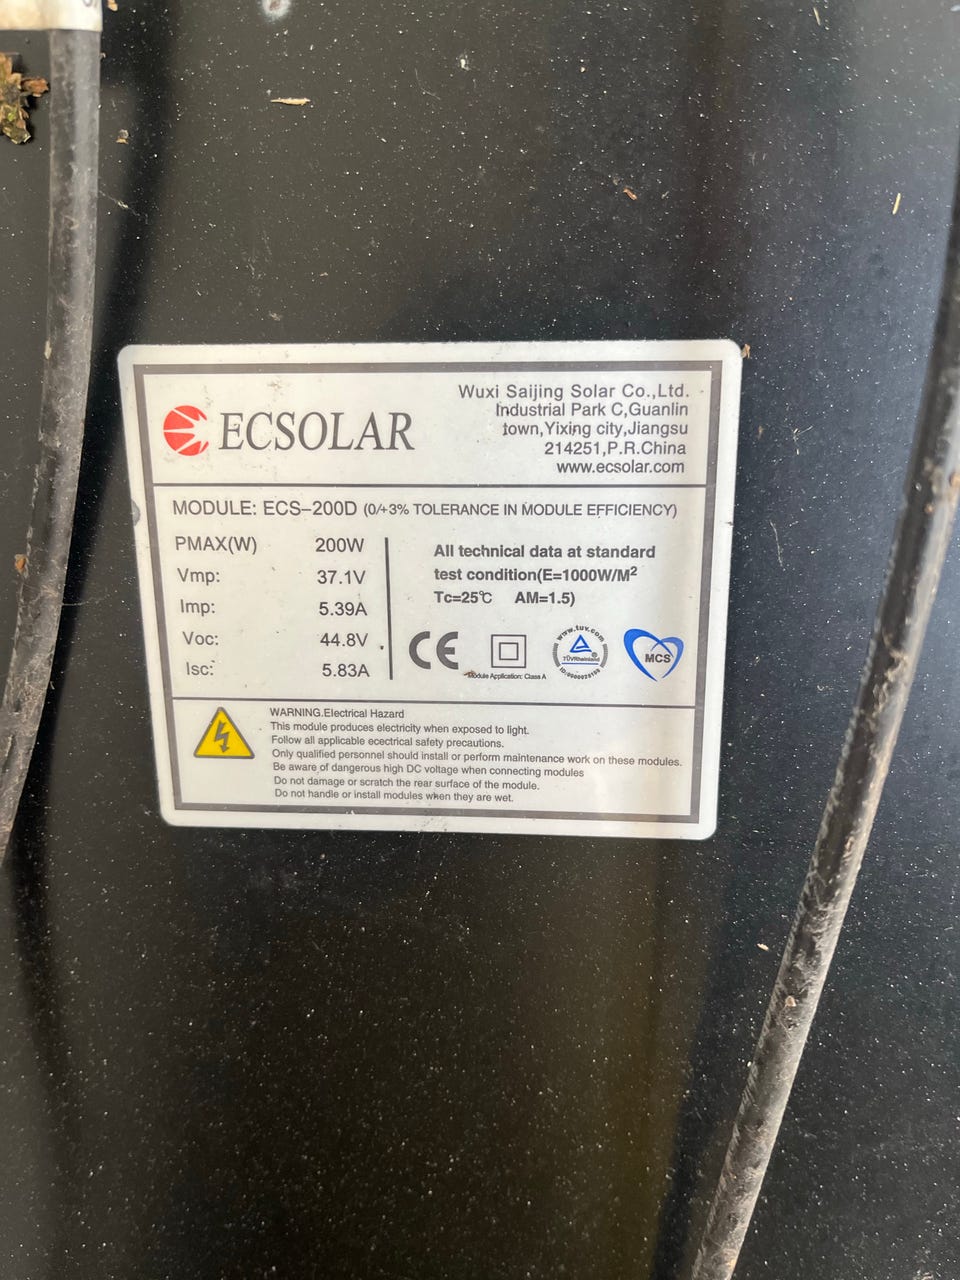 ECSOLAR
Wuxi Saijing Solar Co.,Ltd.
Industrial Park C,Guanlin
town,Yixing city,Jiangsu
214251,P.R.China
www.ecsolar.com
MODULE: ECS-200D (0/+3% TOLERANCE IN MODULE EFFICIENCY)
PMAX(W) 200W
Vmp: 37.1V
Imp: 5.39A
Voc: 44.8V
Isc: 5.83A
All technical data at standard
test condition(E=1000W/M²
Tc=25℃ AM=1.5)
CE
Module Application: Class A
www.tuv.com
TÜVRheinland
MCS
WARNING.Electrical Hazard
This module produces electricity when exposed to light.
Follow all applicable ecectrical safety precautions.
Only qualified personnel should install or perform maintenance work on these modules.
Be aware of dangerous high DC voltage when connecting modules
Do not damage or scratch the rear surface of the module.
Do not handle or install modules when they are wet.